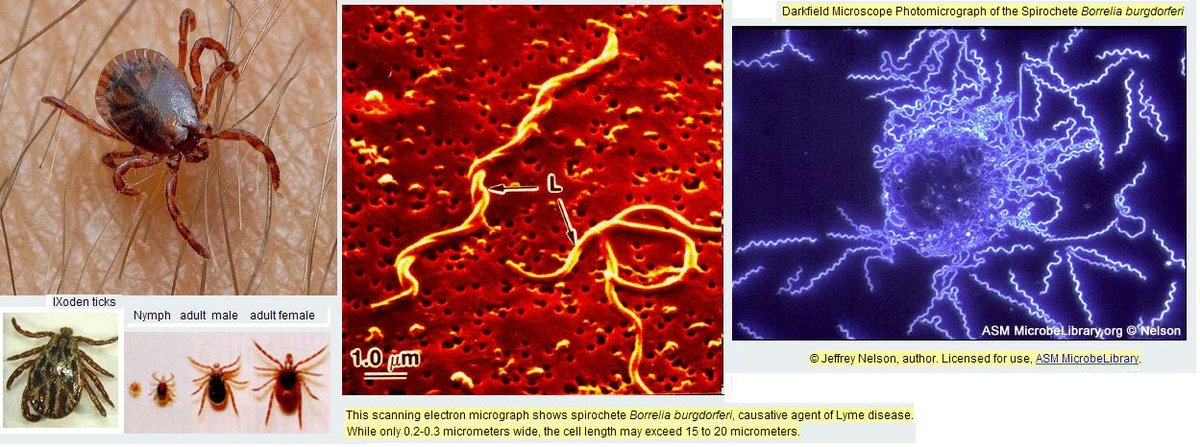 Darkfield Microscope Photomicrograph of the Spirochete Borrelia burgdorferi
L
IXoden ticks
Nymph adult male adult female
1.0 µm
ASM MicrobeLibrary.org © Nelson
© Jeffrey Nelson, author. Licensed for use, ASM MicrobeLibrary.
This scanning electron micrograph shows spirochete Borrelia burgdorferi, causative agent of Lyme disease.
While only 0.2-0.3 micrometers wide, the cell length may exceed 15 to 20 micrometers.